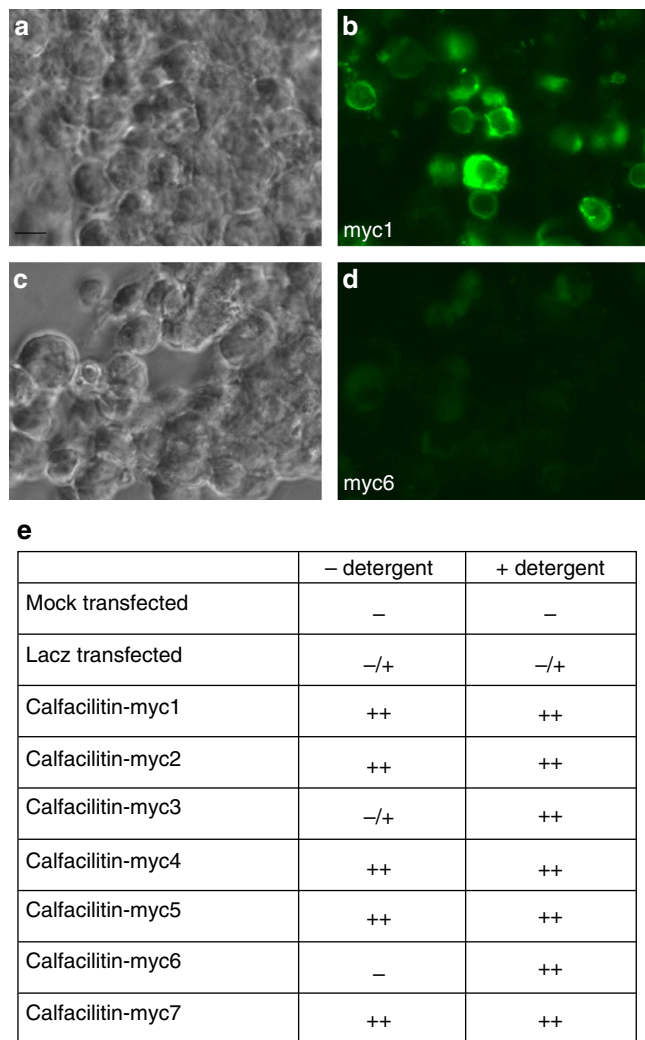 a
b
myc1
c
d
myc6
e
– detergent + detergent
Mock transfected – –
Lacz transfected –/+ –/+
Calfacilitin-myc1 ++ ++
Calfacilitin-myc2 ++ ++
Calfacilitin-myc3 –/+ ++
Calfacilitin-myc4 ++ ++
Calfacilitin-myc5 ++ ++
Calfacilitin-myc6 – ++
Calfacilitin-myc7 ++ ++